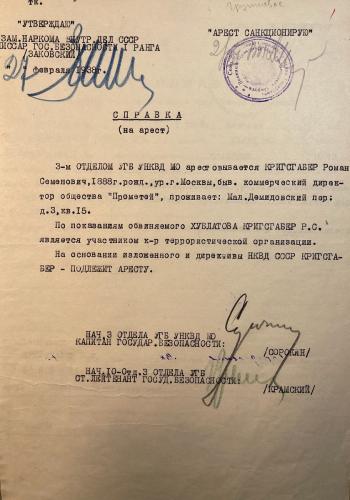 "УТВЕРЖДАЮ"
"АРЕСТ САНКЦИОНИРУЮ"
ЗАМ.НАРКОМА ВНУТР.ДЕЛ СССР
МИССАР ГОС.БЕЗОПАСНОСТИ I РАНГА
/ЗАКОВСКИЙ/
27 февраля 1938г.
СПРАВКА
(на арест)
3-м ОТДЕЛОМ УГБ УНКВД МО арестовывается КРИГСГАБЕР Роман
Семенович,1888г.рожд.,ур.г.Москвы,быв. коммерческий дирек-
тор общества "Прометей", проживает: Мал.Демидовский пер;
д.3,кв.15.
По показаниям обвиняемого ХУБЛАТОВА КРИГСГАБЕР Р.С.
является участником к-р террористической организации.
На основании изложенного и директивы НКВД СССР КРИГСГА-
БЕР - ПОДЛЕЖИТ АРЕСТУ.
НАЧ.3 ОТДЕЛА УГБ УНКВД МО
КАПИТАН ГОСУДАР.БЕЗОПАСНОСТИ:
/СОРОКИН/
НАЧ.10-Отд.3 ОТДЕЛА УГБ
СТ.ЛЕЙТЕНАНТ ГОСУД.БЕЗОПАСНОСТИ:
/КРАМСКИЙ/